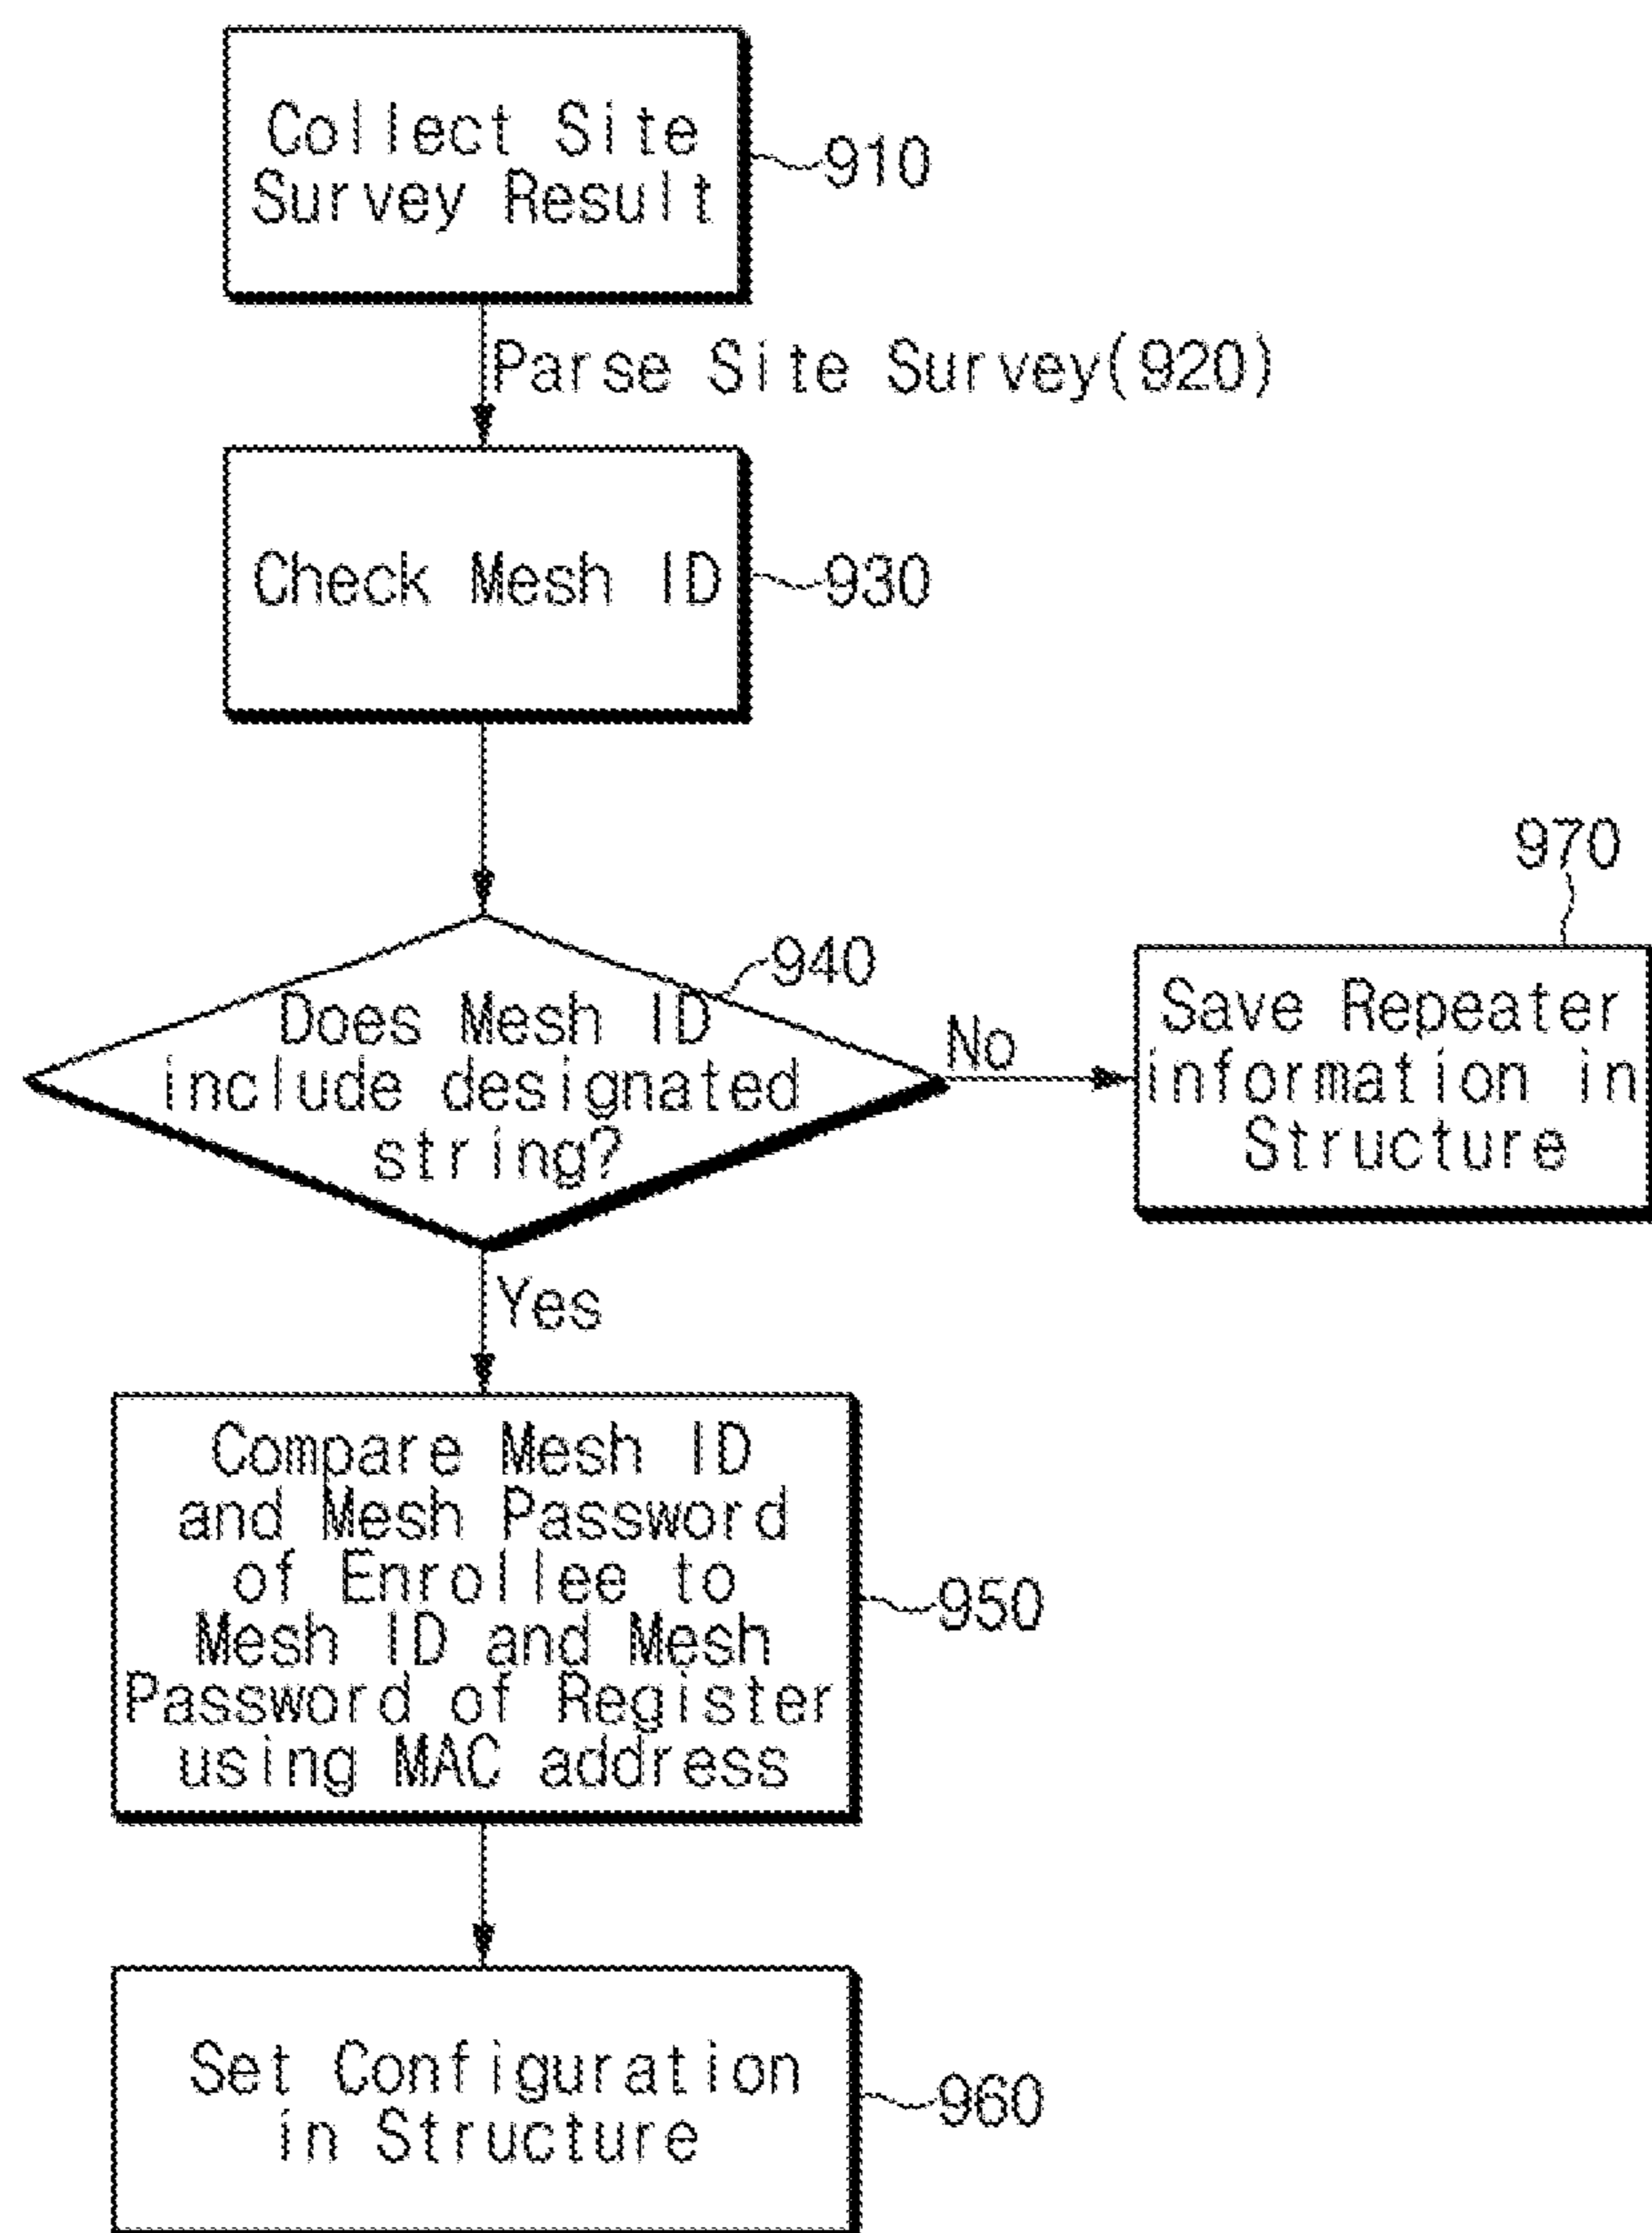 Collect Site
Survey Result
910
Parse Site Survey(920)
Check Mesh ID
930
970
940
Does Mesh ID
include designated
string?
No
Save Repeater
information in
Structure
Yes
Compare Mesh ID
and Mesh Password
of Enrollee to
Mesh ID and Mesh
Password of Register
using MAC address
950
Set Configuration
in Structure
960